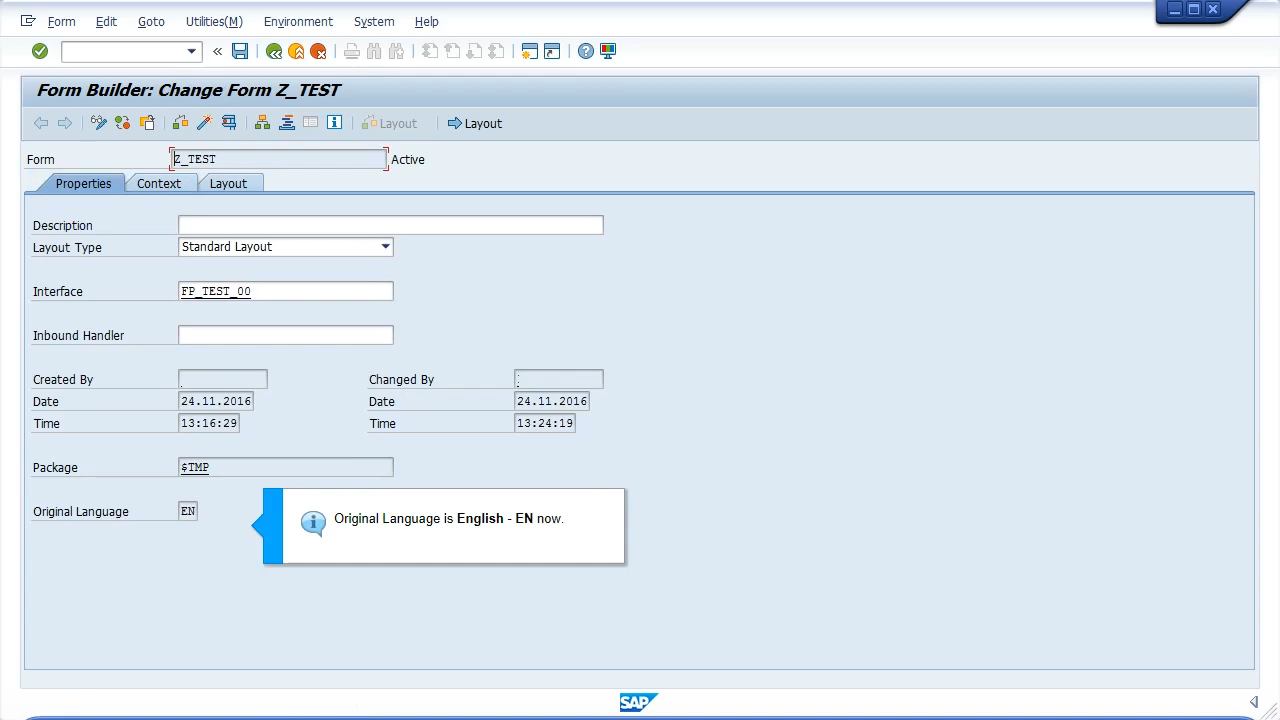 Form Edit Goto Utilities(M) Environment System Help
Form Builder: Change Form Z_TEST
Layout Layout
Form Z_TEST Active
Properties Context Layout
Description
Layout Type Standard Layout
Interface FP_TEST_00
Inbound Handler
Created By Changed By
Date 24.11.2016 Date 24.11.2016
Time 13:16:29 Time 13:24:19
Package $TMP
Original Language EN
Original Language is English - EN now.
SAP